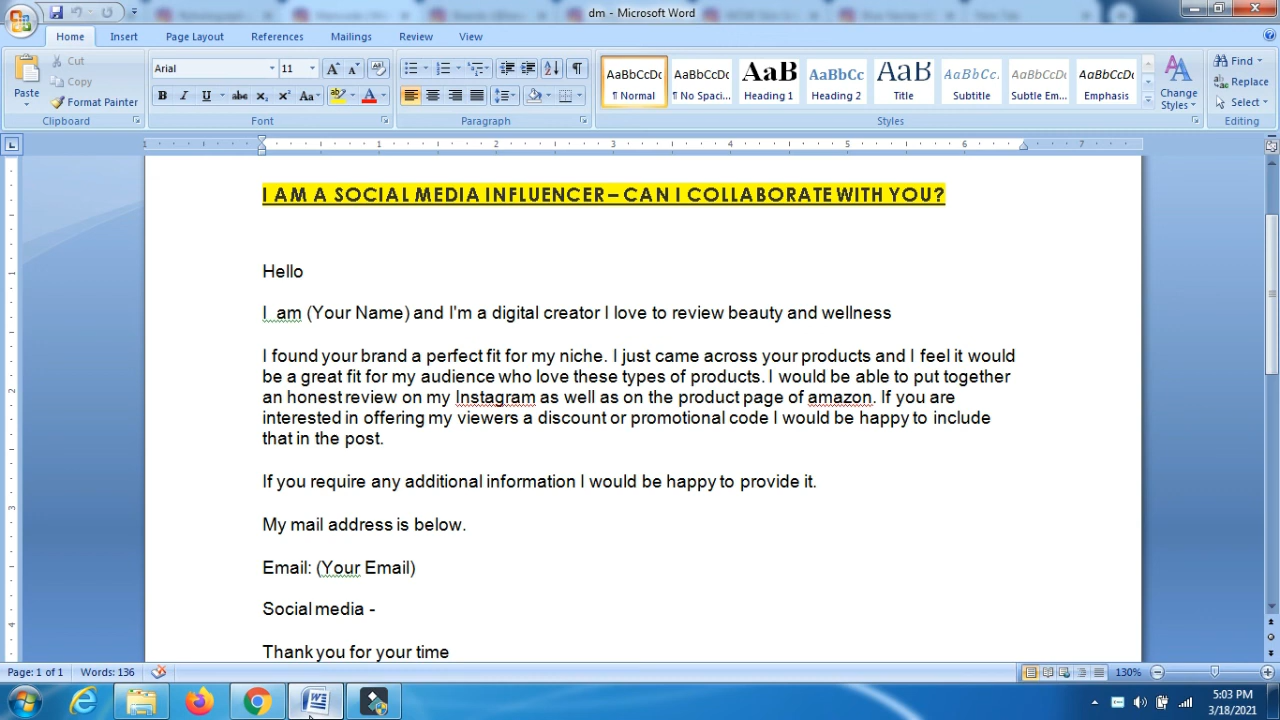 dm - Microsoft Word
Home Insert Page Layout References Mailings Review View
Paste
Cut
Copy
Format Painter
Clipboard
Arial 11
Font
Paragraph
AaBbCcDc AaBbCcDc AaB AaBbCc AaB AaBbCc. AaBbCcDc AaBbCcDc
¶ Normal ¶ No Spaci... Heading 1 Heading 2 Title Subtitle Subtle Em... Emphasis
Styles
Change Styles
Find
Replace
Select
Editing
I AM A SOCIAL MEDIA INFLUENCER – CAN I COLLABORATE WITH YOU?
Hello
I am (Your Name) and I'm a digital creator I love to review beauty and wellness
I found your brand a perfect fit for my niche. I just came across your products and I feel it would
be a great fit for my audience who love these types of products. I would be able to put together
an honest review on my Instagram as well as on the product page of amazon. If you are
interested in offering my viewers a discount or promotional code I would be happy to include
that in the post.
If you require any additional information I would be happy to provide it.
My mail address is below.
Email: (Your Email)
Social media -
Thank you for your time
Page: 1 of 1 Words: 136 130%
5:03 PM
3/18/2021